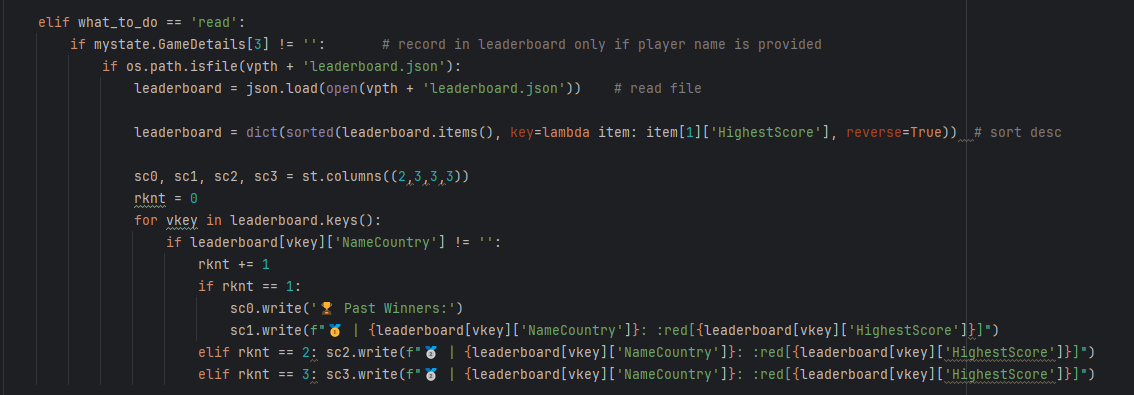 elif what_to_do == 'read':
if mystate.GameDetails[3] != '':       # record in leaderboard only if player name is provided
if os.path.isfile(vpth + 'leaderboard.json'):
leaderboard = json.load(open(vpth + 'leaderboard.json'))    # read file
leaderboard = dict(sorted(leaderboard.items(), key=lambda item: item[1]['HighestScore'], reverse=True))  # sort desc
sc0, sc1, sc2, sc3 = st.columns((2,3,3,3))
rknt = 0
for vkey in leaderboard.keys():
if leaderboard[vkey]['NameCountry'] != '':
rknt += 1
if rknt == 1:
sc0.write('🏆 Past Winners:')
sc1.write(f"🥇 | {leaderboard[vkey]['NameCountry']}: :red[{leaderboard[vkey]['HighestScore']}]")
elif rknt == 2: sc2.write(f"🥈 | {leaderboard[vkey]['NameCountry']}: :red[{leaderboard[vkey]['HighestScore']}]")
elif rknt == 3: sc3.write(f"🥈 | {leaderboard[vkey]['NameCountry']}: :red[{leaderboard[vkey]['HighestScore']}]")